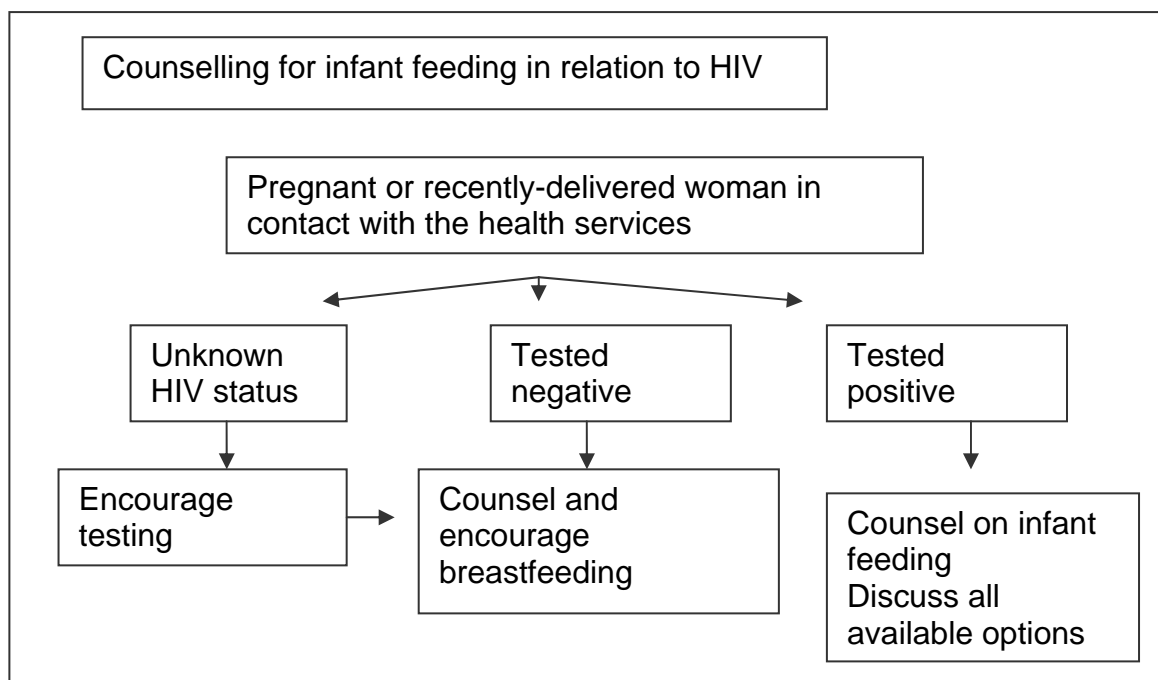 Counselling for infant feeding in relation to HIV
Pregnant or recently-delivered woman in
contact with the health services
Unknown
HIV status
Tested
negative
Tested
positive
Encourage
testing
Counsel and
encourage
breastfeeding
Counsel on infant
feeding
Discuss all
available options